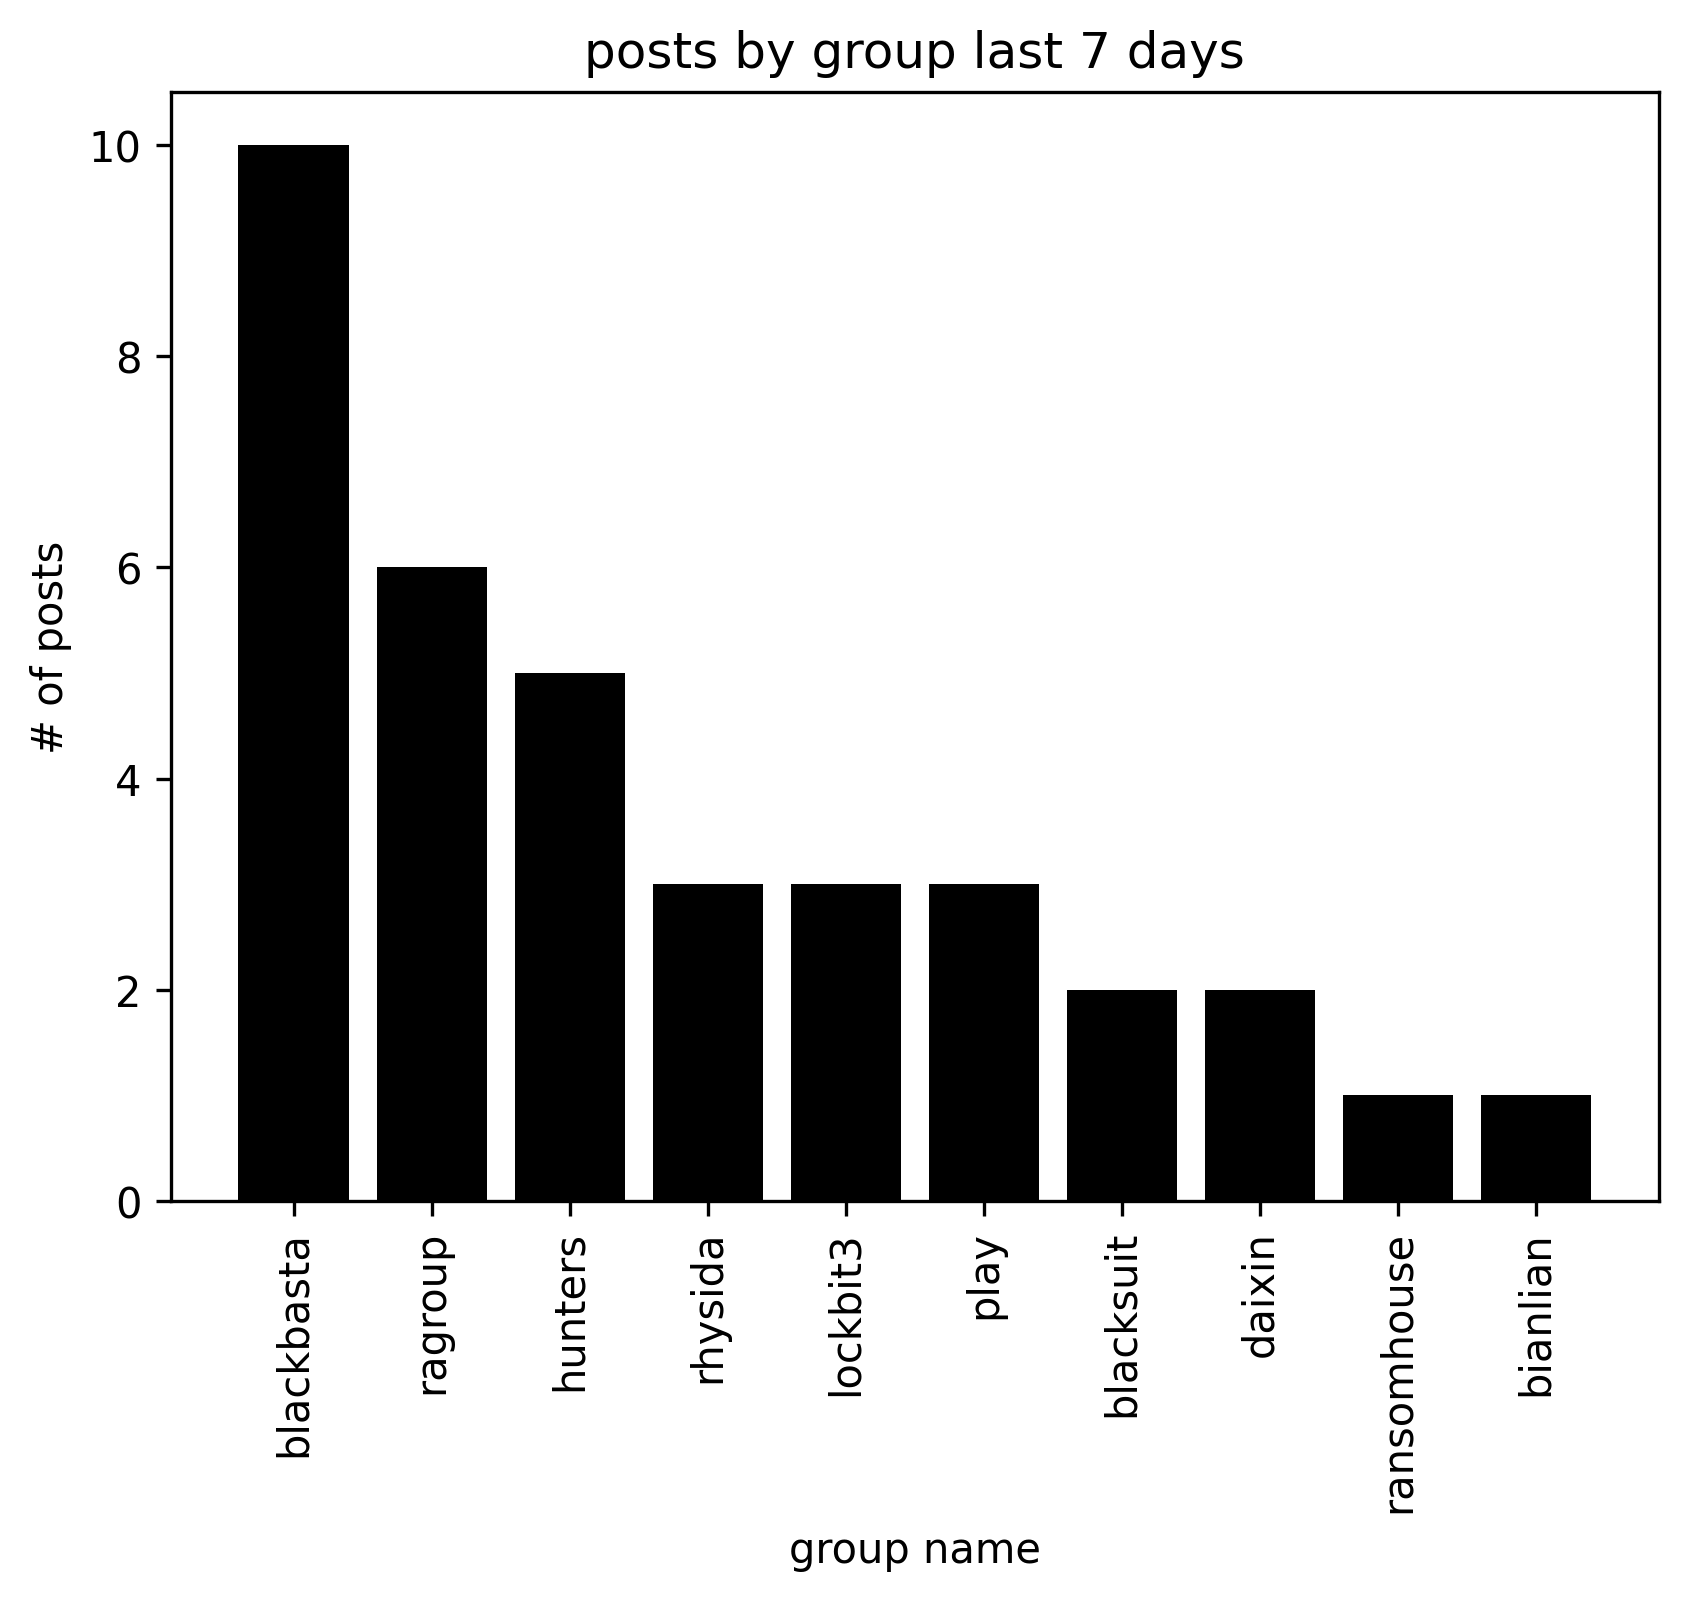 posts by group last 7 days
# of posts
10
8
6
4
2
0
blackbasta
ragroup
hunters
rhysida
lockbit3
play
blacksuit
daixin
ransomhouse
bianlian
group name